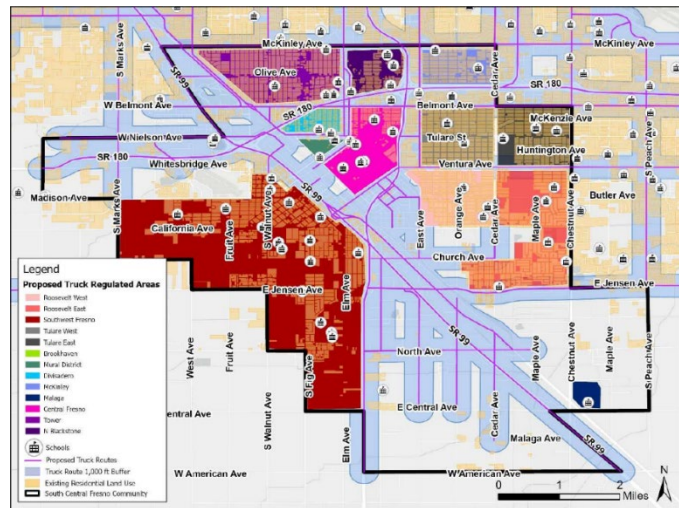 McKinley Ave
McKinley Ave
S Marks Ave
SR 99
Olive Ave
Cedar Ave
SR 180
W Belmont Ave
SR 180
Belmont Ave
McKenzie Ave
W Nielson Ave
Tulare St
Huntington Ave
S Peach Ave
SR 180
Whitesbridge Ave
Ventura Ave
Madison Ave
S Marks Ave
SR 99
Butler Ave
California Ave
Fruit Ave
S Walnut Ave
East Ave
Orange Ave
Cedar Ave
Maple Ave
Chestnut Ave
Church Ave
E Jensen Ave
Elm Ave
E Jensen Ave
SR 99
North Ave
West Ave
Fruit Ave
S Walnut Ave
S Fig Ave
Maple Ave
Chestnut Ave
Maple Ave
S Peach Ave
Central Ave
E Central Ave
Cedar Ave
Malaga Ave
SR 99
Elm Ave
W American Ave
W American Ave
Legend
Proposed Truck Regulated Areas
Roosevelt West
Roosevelt East
Southwest Fresno
Tulare West
Tulare East
Brookhaven
Mural District
McKinley
Malaga
Central Fresno
Tower
N Blackstone
Schools
Proposed Truck Routes
Truck Route 1,000 ft Buffer
Existing Residential Land Use
South Central Fresno Community
N
0 1 2
Miles